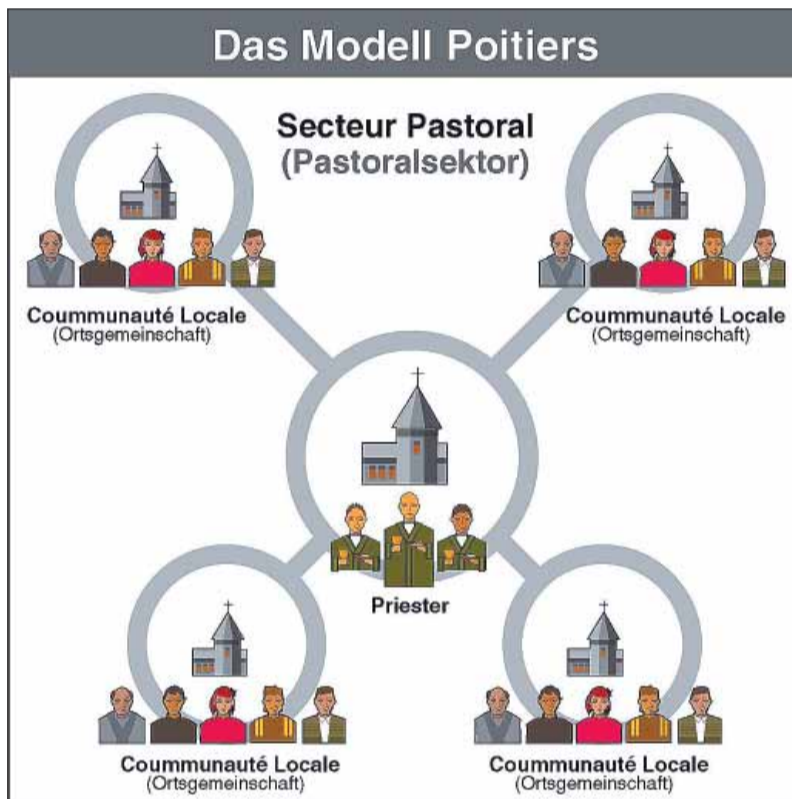 Das Modell Poitiers
Secteur Pastoral
(Pastoralsektor)
Coummunauté Locale
(Ortsgemeinschaft)
Coummunauté Locale
(Ortsgemeinschaft)
Priester
Coummunauté Locale
(Ortsgemeinschaft)
Coummunauté Locale
(Ortsgemeinschaft)